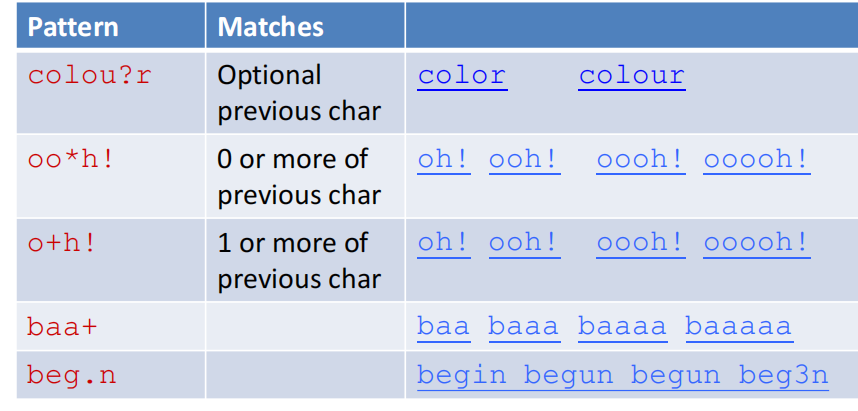 Pattern Matches
colou?r Optional previous char color colour
oo*h! 0 or more of previous char oh! ooh! oooh! ooooh!
o+h! 1 or more of previous char oh! ooh! oooh! ooooh!
baa+ baa baaa baaaa baaaaa
beg.n begin begun begun beg3n